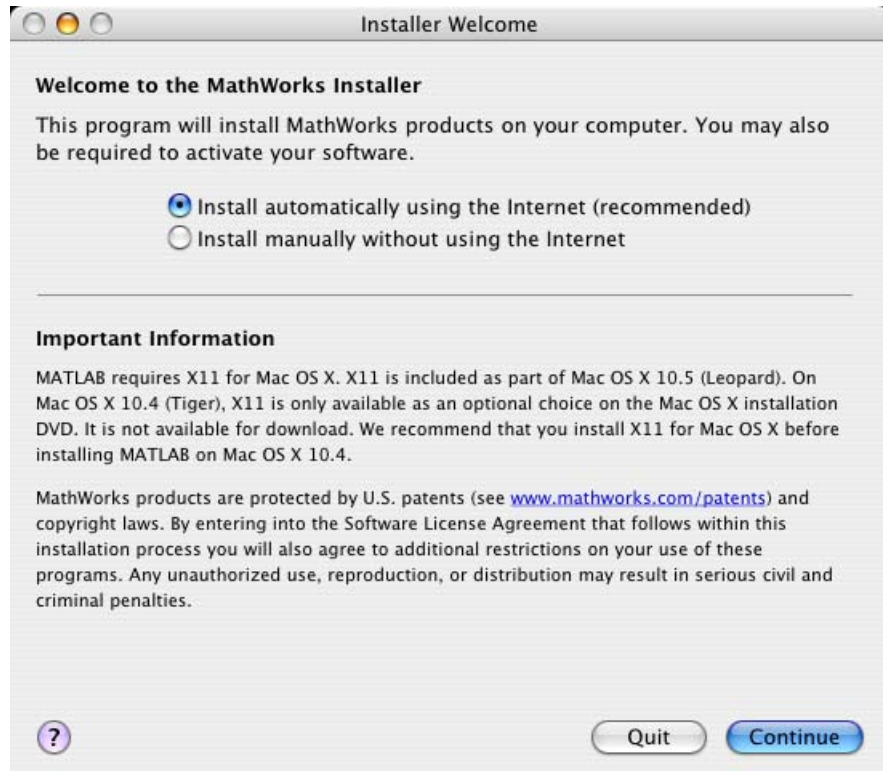 Installer Welcome
Welcome to the MathWorks Installer
This program will install MathWorks products on your computer. You may also
be required to activate your software.
Install automatically using the Internet (recommended)
Install manually without using the Internet
Important Information
MATLAB requires X11 for Mac OS X. X11 is included as part of Mac OS X 10.5 (Leopard). On
Mac OS X 10.4 (Tiger), X11 is only available as an optional choice on the Mac OS X installation
DVD. It is not available for download. We recommend that you install X11 for Mac OS X before
installing MATLAB on Mac OS X 10.4.
MathWorks products are protected by U.S. patents (see www.mathworks.com/patents) and
copyright laws. By entering into the Software License Agreement that follows within this
installation process you will also agree to additional restrictions on your use of these
programs. Any unauthorized use, reproduction, or distribution may result in serious civil and
criminal penalties.
? Quit Continue